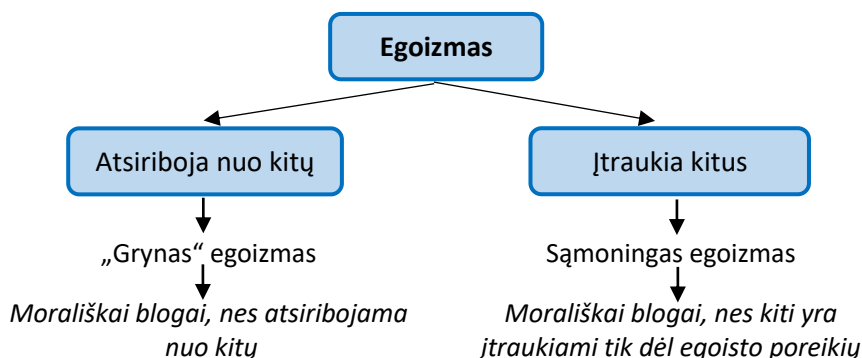 Egoizmas
Atsiriboja nuo kitų
Įtraukia kitus
„Grynas“ egoizmas
Sąmoningas egoizmas
Morališkai blogai, nes atsiribojama
nuo kitų
Morališkai blogai, nes kiti yra
įtraukiami tik dėl egoisto poreikių